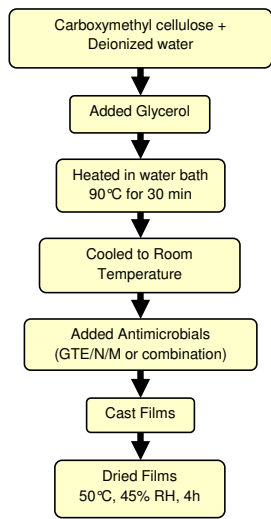 Carboxymethyl cellulose +
Deionized water
Added Glycerol
Heated in water bath
90°C for 30 min
Cooled to Room
Temperature
Added Antimicrobials
(GTE/N/M or combination)
Cast Films
Dried Films
50°C, 45% RH, 4h